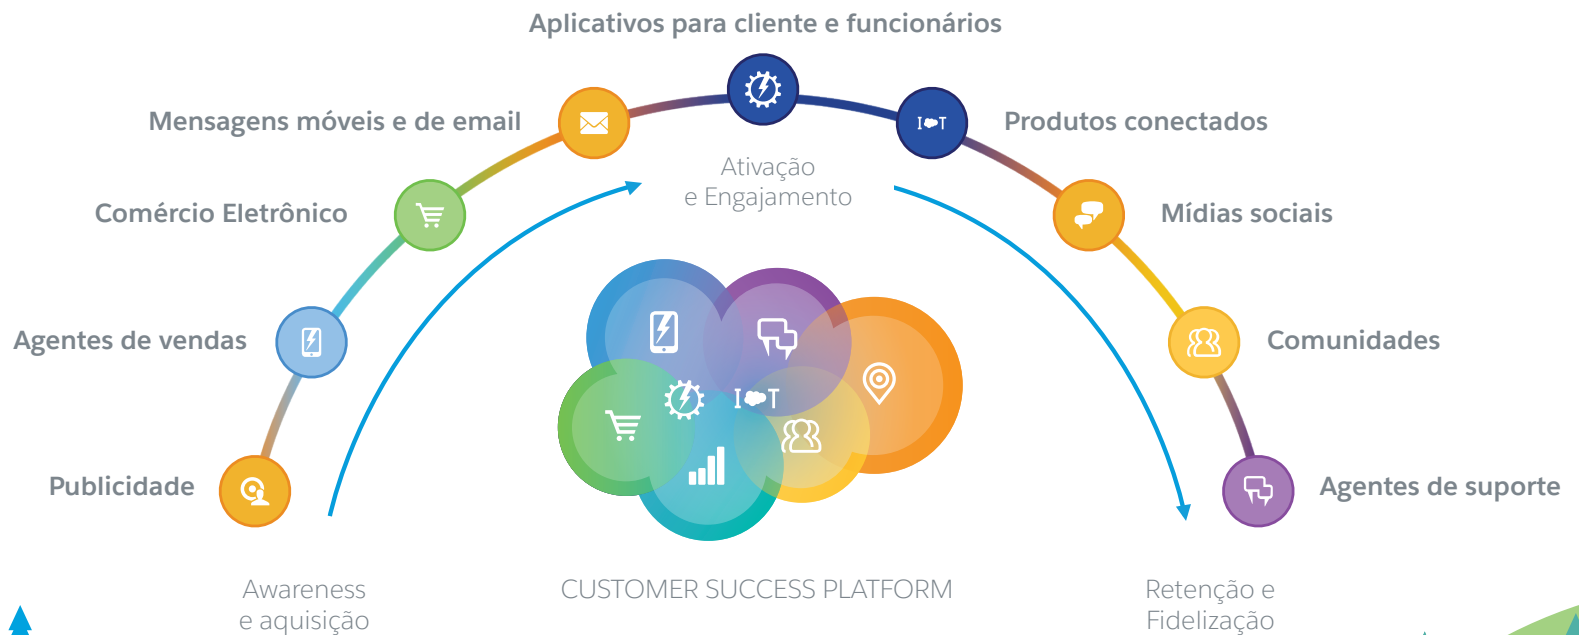 Aplicativos para cliente e funcionários
Mensagens móveis e de email
Produtos conectados
I T
Ativação
e Engajamento
Comércio Eletrônico
Mídias sociais
Agentes de vendas
Comunidades
I T
Publicidade
Agentes de suporte
Awareness
e aquisição
CUSTOMER SUCCESS PLATFORM
Retenção e
Fidelização